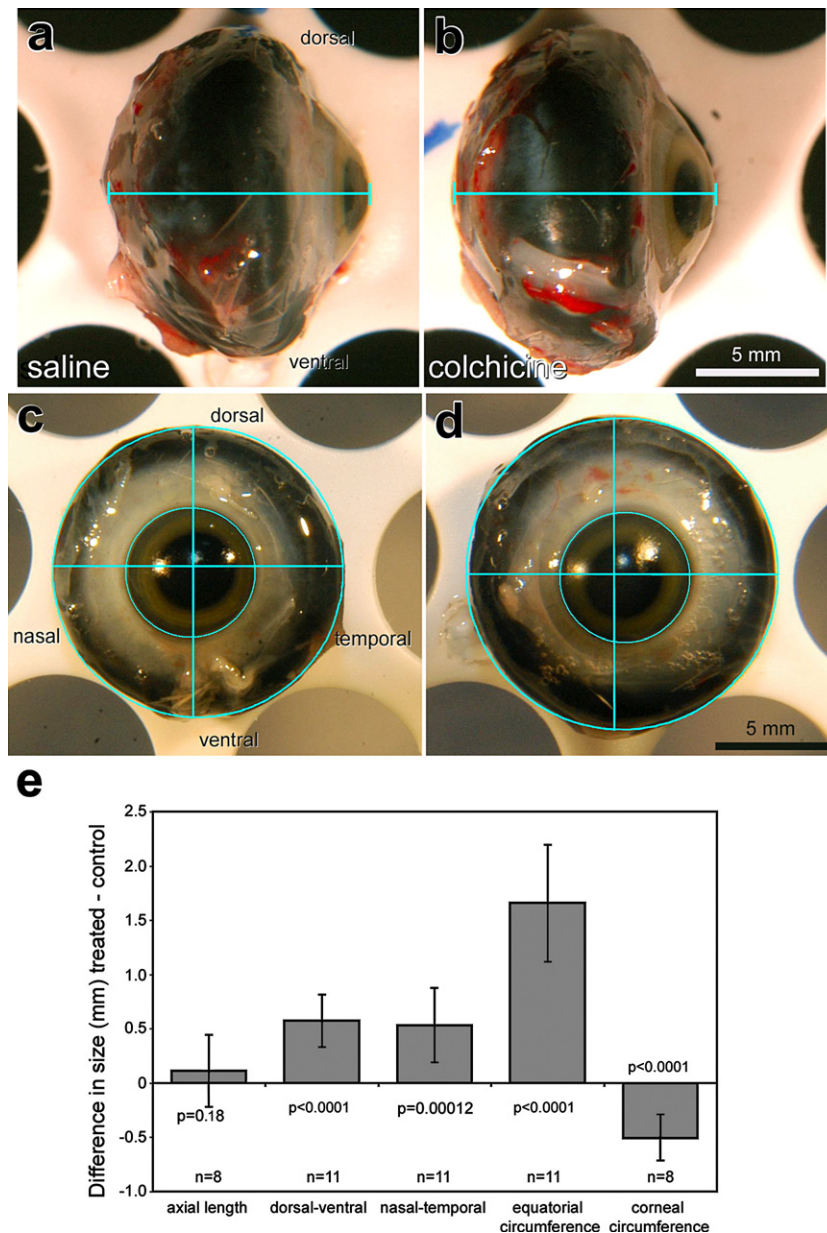 a
dorsal
b
saline
ventral
colchicine
5 mm
c
dorsal
d
nasal
temporal
ventral
5 mm
e
Difference in size (mm) treated - control
2.5
2.0
1.5
1.0
0.5
0
-0.5
-1.0
p=0.18
p<0.0001
p=0.00012
p<0.0001
p<0.0001
n=8
n=11
n=11
n=11
n=8
axial length
dorsal-ventral
nasal-temporal
equatorial
circumference
corneal
circumference